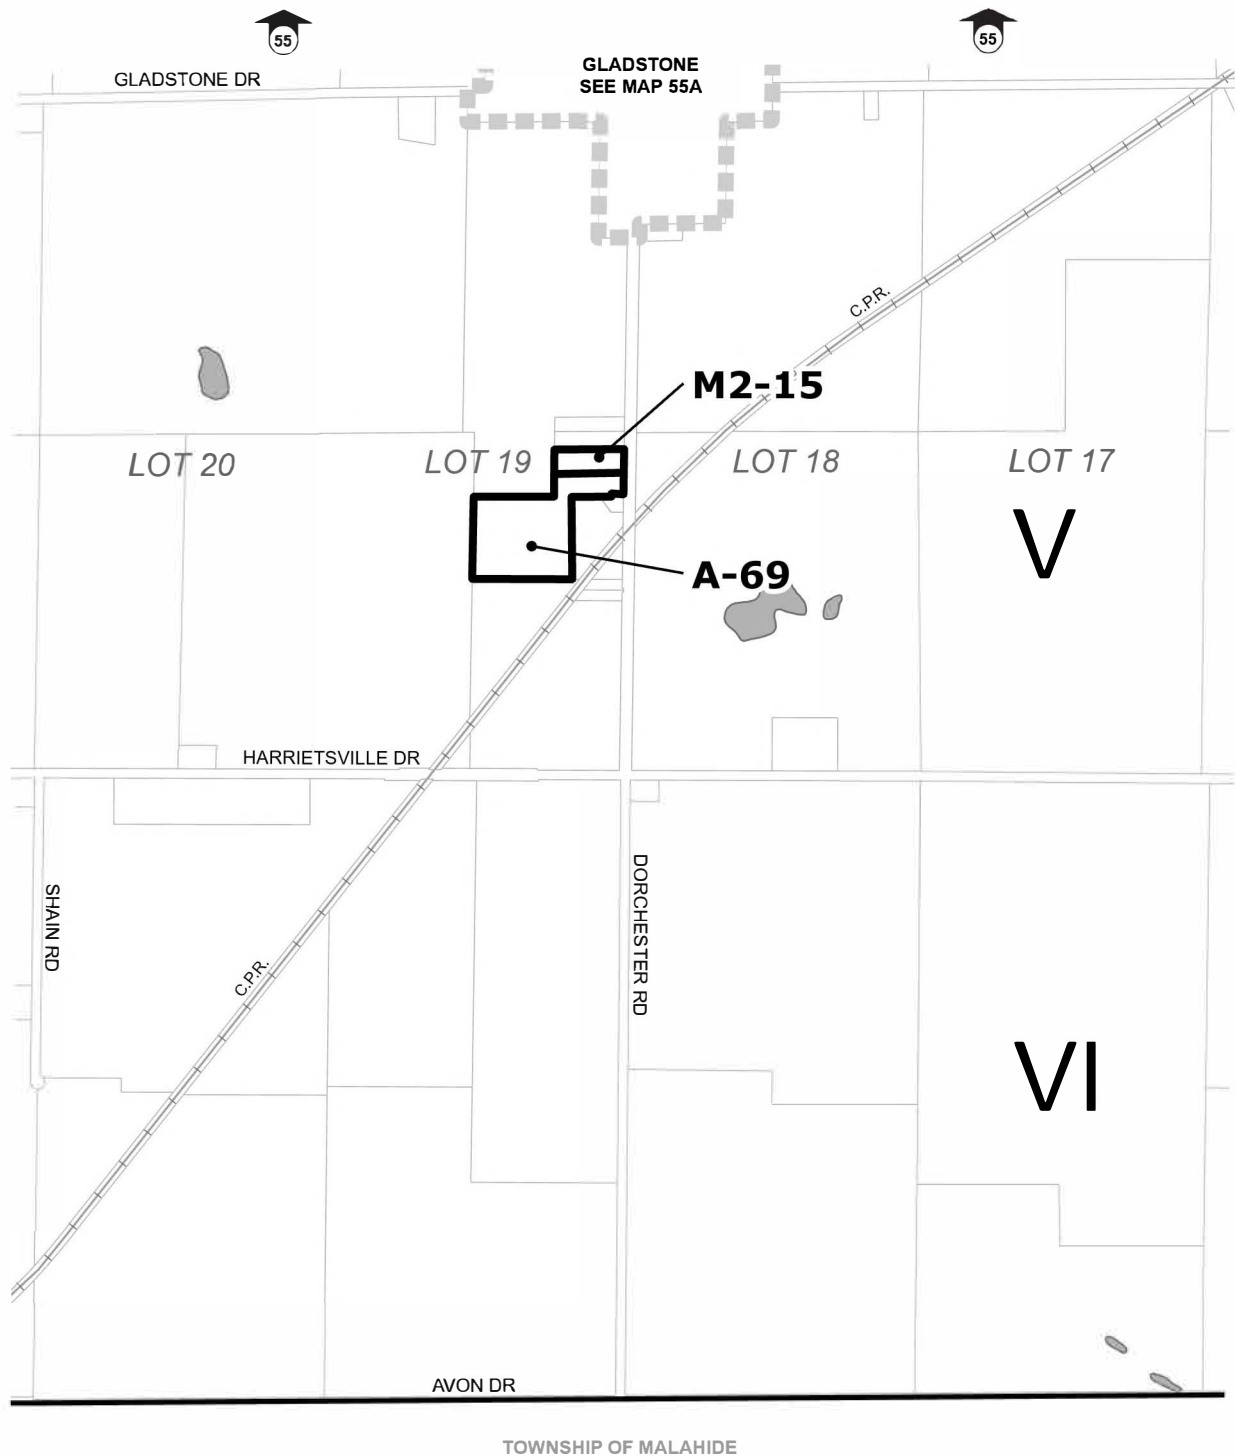 55
55
GLADSTONE DR
GLADSTONE
SEE MAP 55A
C.P.R.
M2-15
LOT 20
LOT 19
LOT 18
LOT 17
V
A-69
HARRIETSVILLE DR
SHAIN RD
DORCHESTER RD
C.P.R.
VI
AVON DR
TOWNSHIP OF MALAHIDE